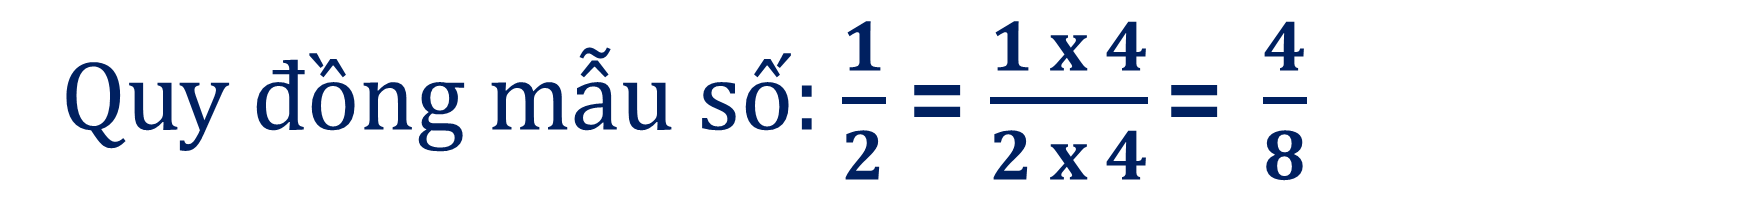 Quy đồng mẫu số: 1/2 = 1 x 4/2 x 4 = 4/8